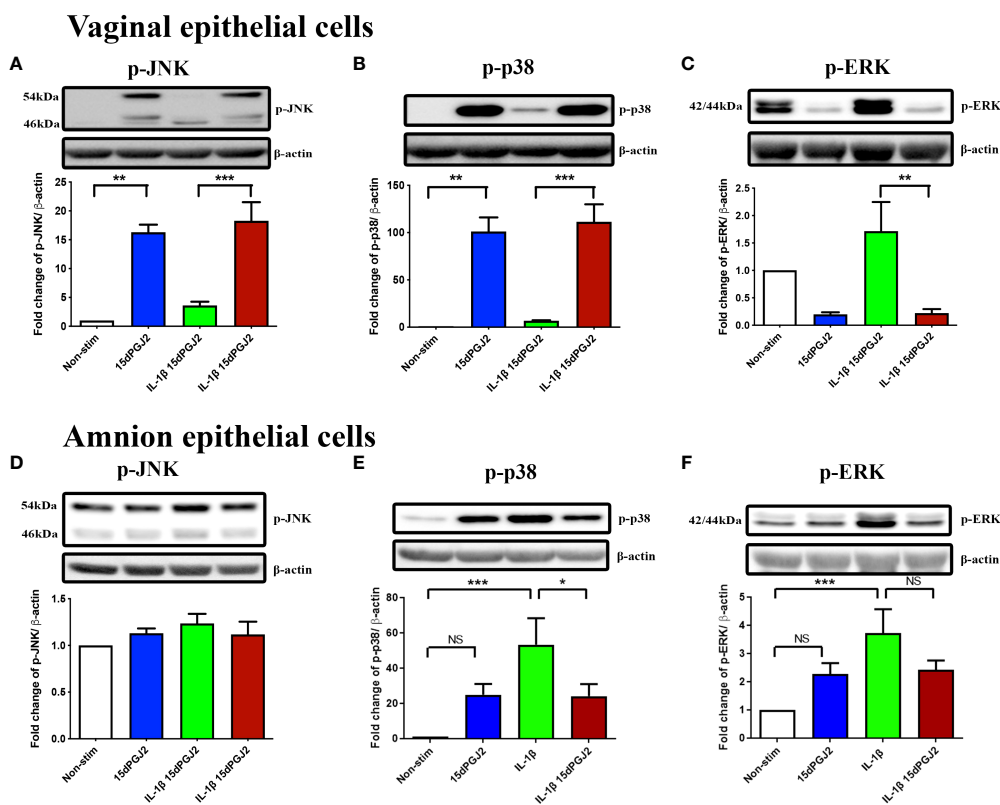 Vaginal epithelial cells
A
p-JNK
54kDa
p-JNK
46kDa
β-actin
**
***
Fold change of p-JNK/ β-actin
25
20
15
10
5
0
Non-stim
15dPGJ2
IL-1β 15dPGJ2
IL-1β 15dPGJ2
B
p-p38
p-p38
β-actin
**
***
Fold change of p-p38/ β-actin
150
100
50
0
Non-stim
15dPGJ2
IL-1β 15dPGJ2
IL-1β 15dPGJ2
C
p-ERK
42/44kDa
p-ERK
β-actin
**
Fold change of p-ERK/ β-actin
2.5
2.0
1.5
1.0
0.5
0.0
Non-stim
15dPGJ2
IL-1β 15dPGJ2
IL-1β 15dPGJ2
Amnion epithelial cells
D
p-JNK
54kDa
p-JNK
46kDa
β-actin
Fold change of p-JNK/ β-actin
1.5
1.0
0.5
0.0
Non-stim
15dPGJ2
IL-1β 15dPGJ2
IL-1β 15dPGJ2
E
p-p38
p-p38
β-actin
***
*
NS
Fold change of p-p38/ β-actin
80
60
40
20
0
Non-stim
15dPGJ2
IL-1β
IL-1β 15dPGJ2
F
p-ERK
42/44kDa
p-ERK
β-actin
***
NS
NS
Fold change of p-ERK/ β-actin
5
4
3
2
1
0
Non-stim
15dPGJ2
IL-1β
IL-1β 15dPGJ2